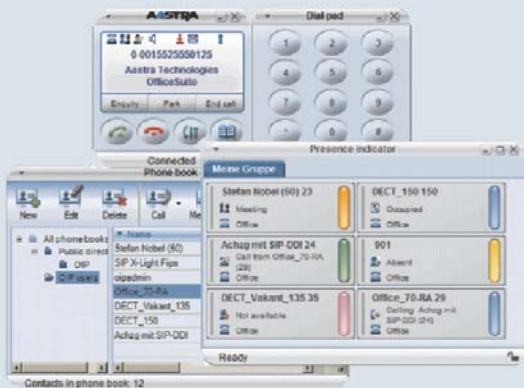 AASTRA
0-0015525550125
Aastra Technologies
OfficeSuite
Enquiry Park End call
Connected
Dial pad
1 2 3
4 5 6
7 8 9
* 0 #
Phone book
New Edit Delete Call
All phonebooks
Public direct
OIP
OIP users
Name
Stefan Nobel (60)
SIP X-Light Fips
oipadmin
Office_70-RA
DECT_Vakant_135
DECT_150
Achag mit SIP-DDI
Contacts in phone book: 12
Presence indicator
Meine Gruppe
Stefan Nobel (60) 23
Meeting
Office
DECT_150 150
Occupied
Office
Achag mit SIP-DDI 24
Call from Office_70-RA
(29)
Office
901
Absent
Office
DECT_Vakant_135 35
Not available
Office
Office_70-RA 29
Calling: Achag mit
SIP-DDI (24)
Office
Ready